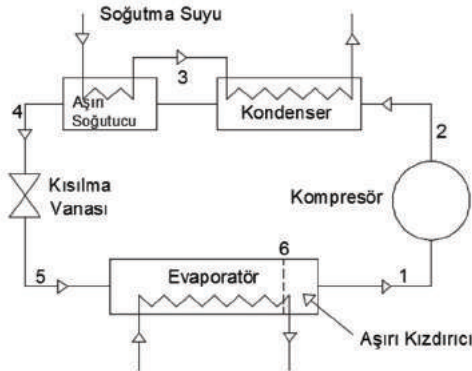 Soğutma Suyu
3
4
Aşırı
Soğutucu
Kondenser
2
Kısılma
Vanası
Kompresör
6
5
Evaporatör
1
Aşırı Kızdırıcı